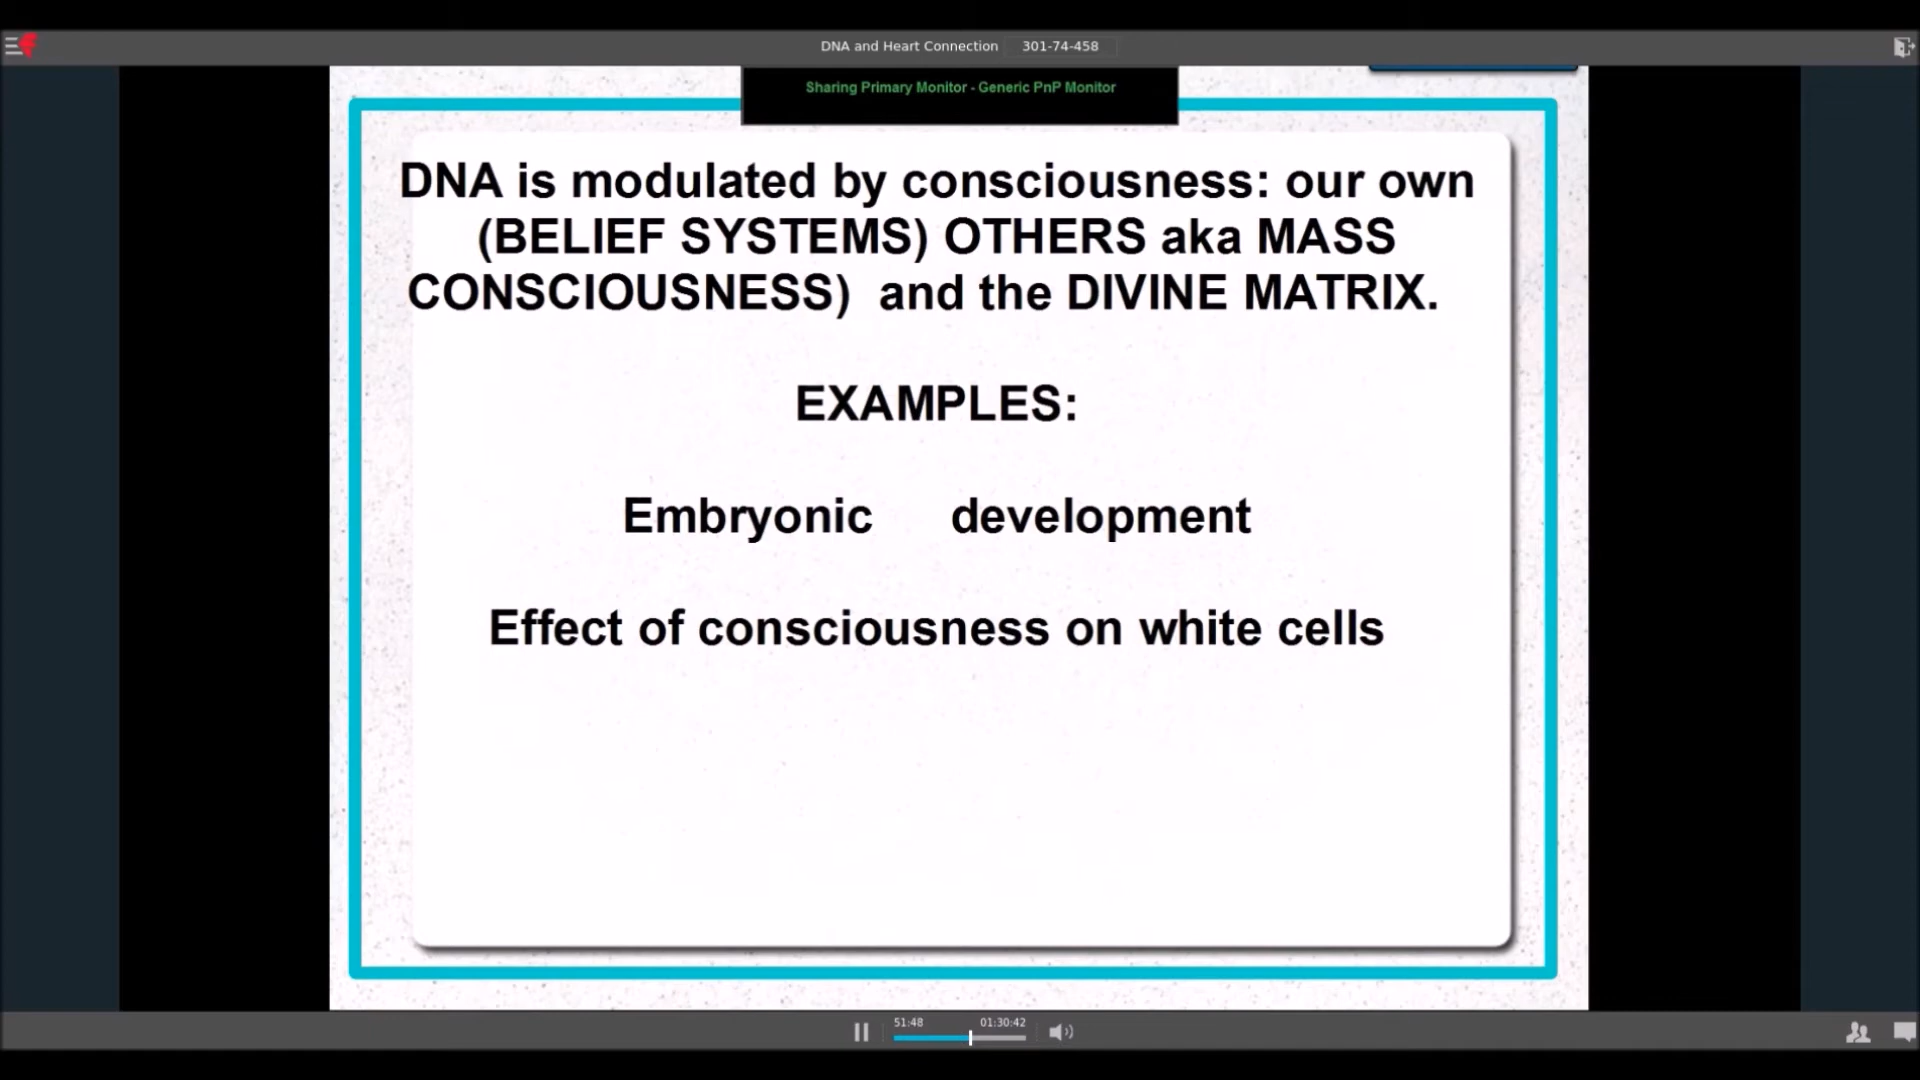 DNA and Heart Connection 301-74-458
Sharing Primary Monitor - Generic PnP Monitor
DNA is modulated by consciousness: our own
(BELIEF SYSTEMS) OTHERS aka MASS
CONSCIOUSNESS)  and the DIVINE MATRIX.
EXAMPLES:
Embryonic development
Effect of consciousness on white cells
51:48 01:30:42